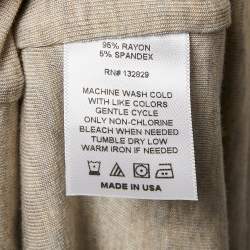 95% RAYON
5% SPANDEX
RN# 132829
MACHINE WASH COLD
WITH LIKE COLORS
GENTLE CYCLE
ONLY NON-CHLORINE
BLEACH WHEN NEEDED
TUMBLE DRY LOW
WARM IRON IF NEEDED
MADE IN USA